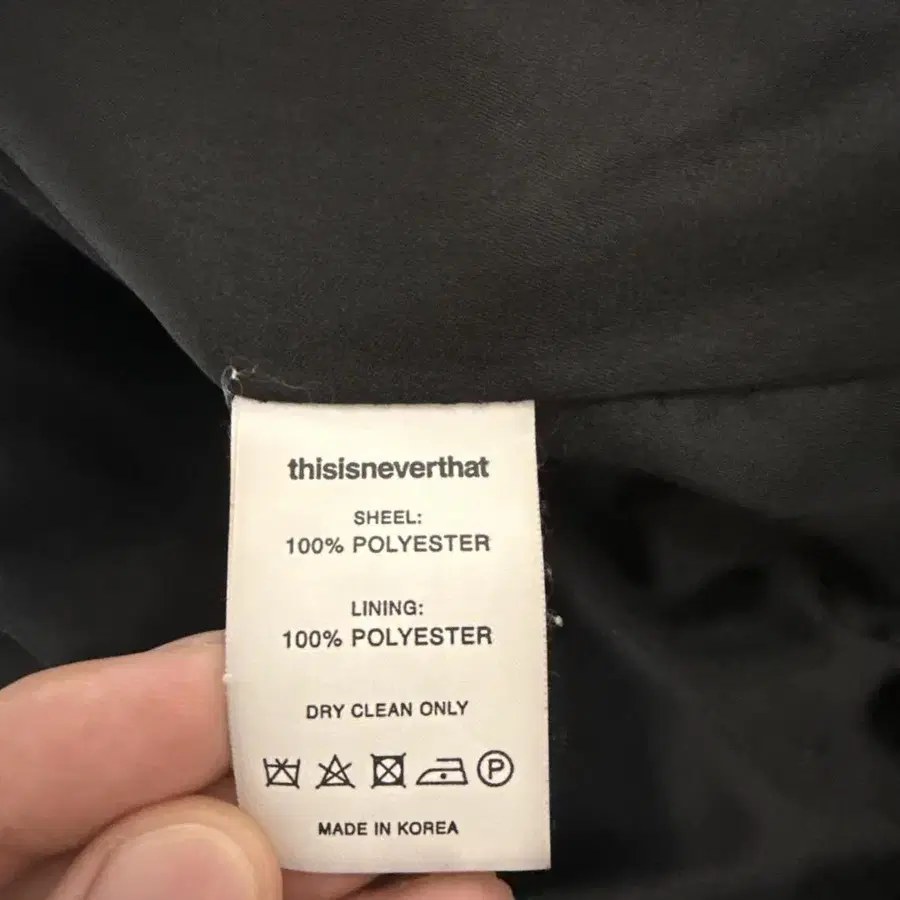 thisisneverthat
SHEEL:
100% POLYESTER
LINING:
100% POLYESTER
DRY CLEAN ONLY
P
MADE IN KOREA